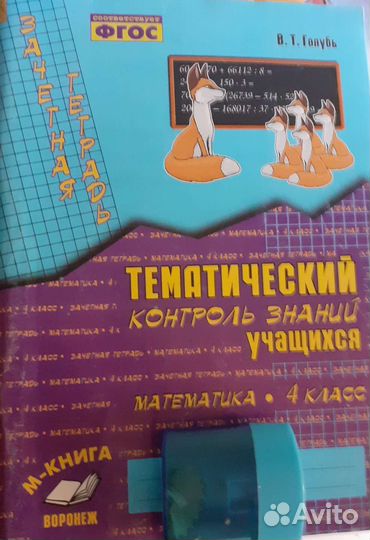 соответствует
ФГОС
В. Т. Голубь
ЗАЧЕТНАЯ
ТЕТРАДЬ
ТЕМАТИЧЕСКИЙ
КОНТРОЛЬ ЗНАНИЙ
УЧАЩИХСЯ
МАТЕМАТИКА • 4 КЛАСС
М-КНИГА
ВОРОНЕЖ
Avito